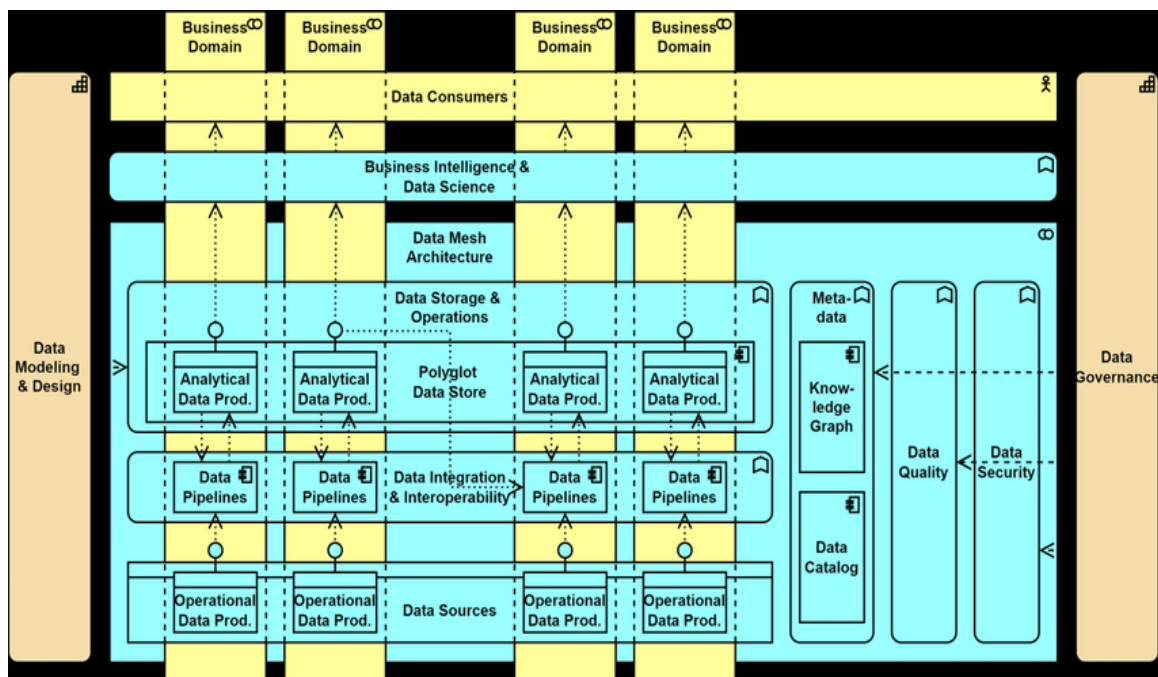 Business
Domain
Business
Domain
Business
Domain
Business
Domain
Data Consumers
Business Intelligence &
Data Science
Data Mesh
Architecture
Data
Modeling
& Design
Data Storage &
Operations
Polyglot
Data Store
Analytical
Data Prod.
Analytical
Data Prod.
Analytical
Data Prod.
Analytical
Data Prod.
Data Integration
& Interoperability
Data
Pipelines
Data
Pipelines
Data
Pipelines
Data
Pipelines
Data Sources
Operational
Data Prod.
Operational
Data Prod.
Operational
Data Prod.
Operational
Data Prod.
Meta-
data
Know-
ledge
Graph
Data
Catalog
Data
Quality
Data
Security
Data
Governance